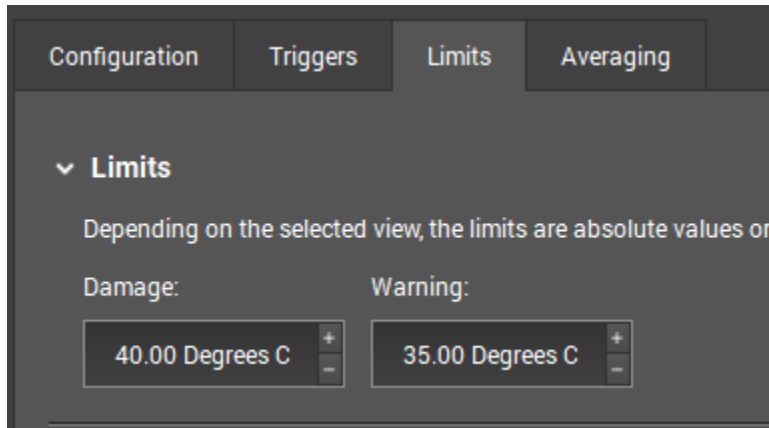 Configuration Triggers Limits Averaging
Limits
Depending on the selected view, the limits are absolute values or
Damage: Warning:
40.00 Degrees C + - 35.00 Degrees C + -